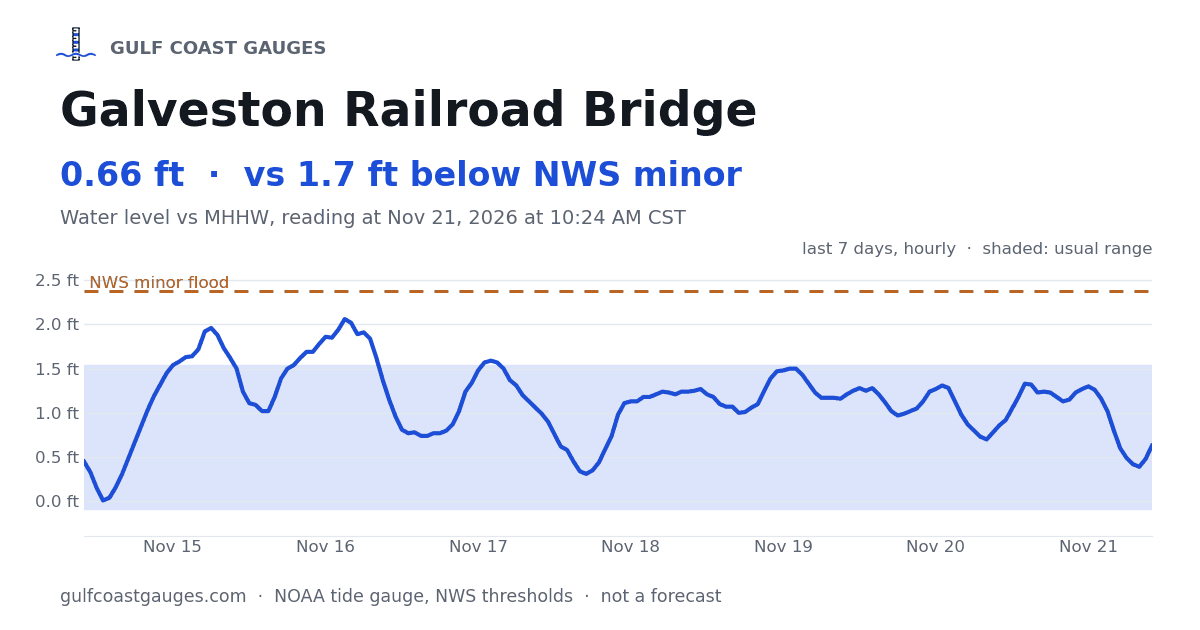 GULF COAST GAUGES
Galveston Railroad Bridge
0.66 ft · vs 1.7 ft below NWS minor
Water level vs MHHW, reading at Nov 21, 2026 at 10:24 AM CST
last 7 days, hourly · shaded: usual range
2.5 ft
NWS minor flood
2.0 ft
1.5 ft
1.0 ft
0.5 ft
0.0 ft
Nov 15 Nov 16 Nov 17 Nov 18 Nov 19 Nov 20 Nov 21
gulfcoastgauges.com · NOAA tide gauge, NWS thresholds · not a forecast